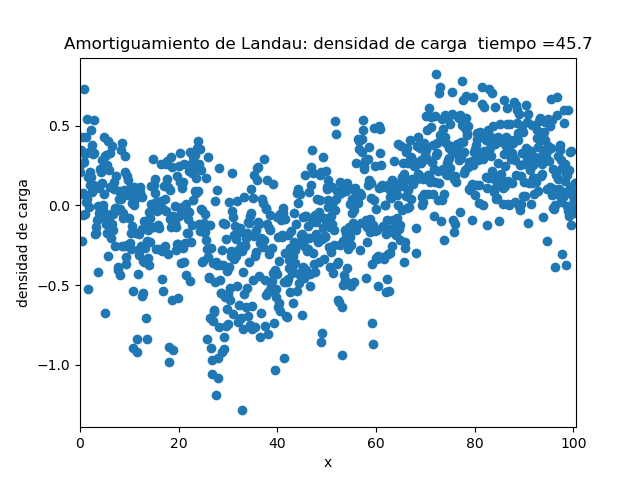 Amortiguamiento de Landau: densidad de carga  tiempo =45.7
0.5
0.0
−0.5
−1.0
densidad de carga
0 20 40 60 80 100
x